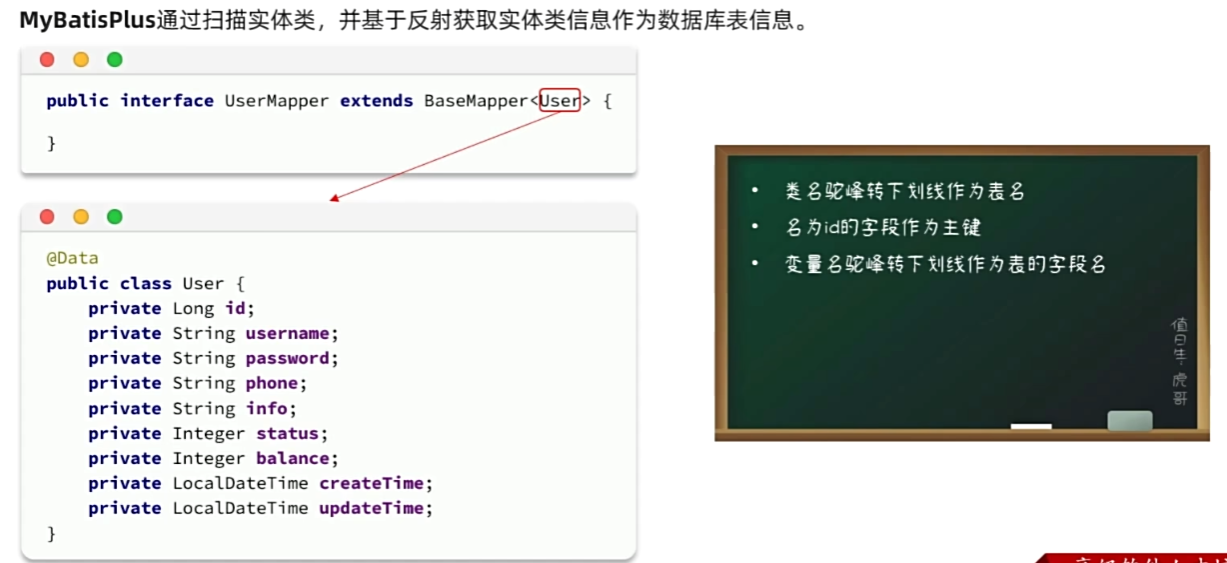 MyBatisPlus通过扫描实体类，并基于反射获取实体类信息作为数据库表信息。
public interface UserMapper extends BaseMapper<User> {
}
@Data
public class User {
private Long id;
private String username;
private String password;
private String phone;
private String info;
private Integer status;
private Integer balance;
private LocalDateTime createTime;
private LocalDateTime updateTime;
}
• 类名驼峰转下划线作为表名
• 名为id的字段作为主键
• 变量名驼峰转下划线作为表的字段名
值日生：虎哥